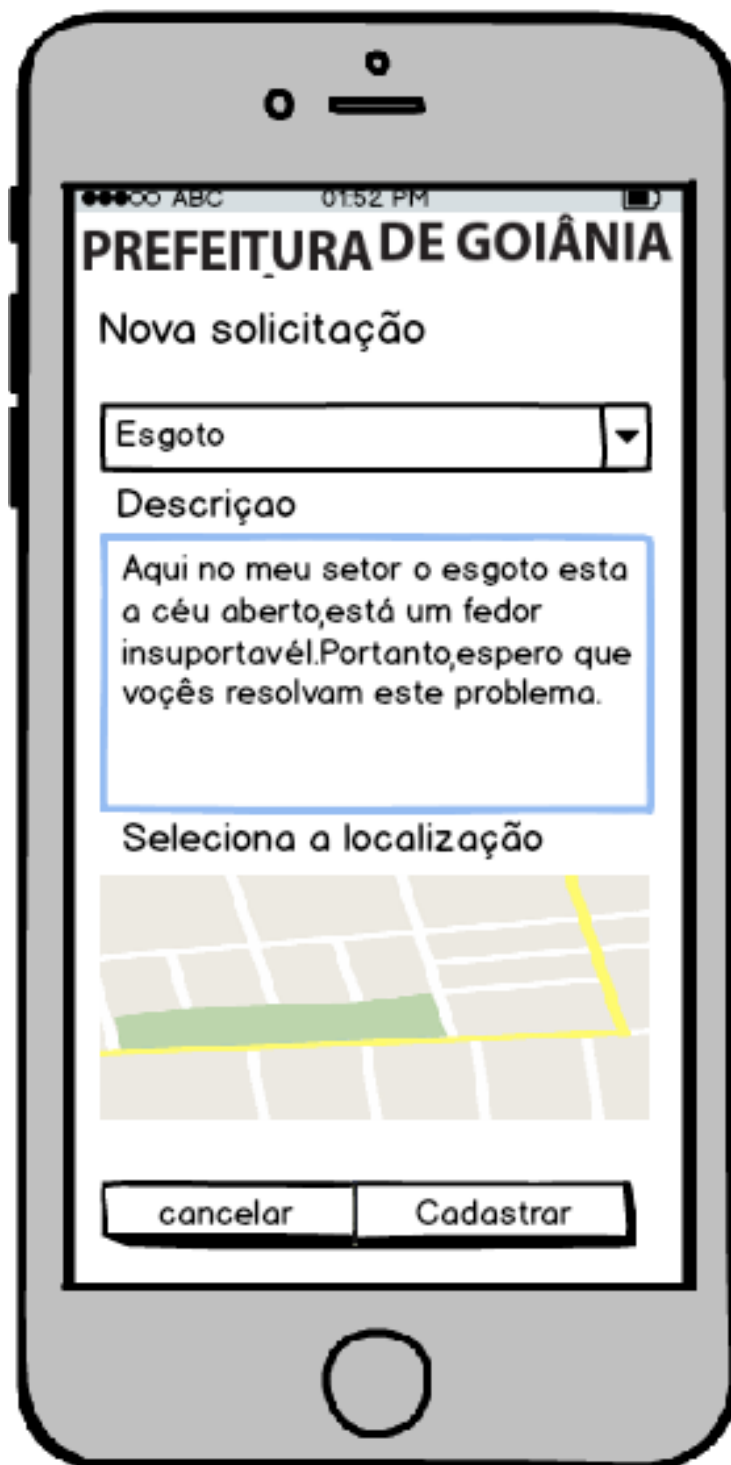 ABC 01:52 PM
PREFEITURA DE GOIÂNIA
Nova solicitação
Esgoto
Descriçao
Aqui no meu setor o esgoto esta
a céu aberto,está um fedor
insuportavél.Portanto,espero que
voçês resolvam este problema.
Seleciona a localização
cancelar Cadastrar